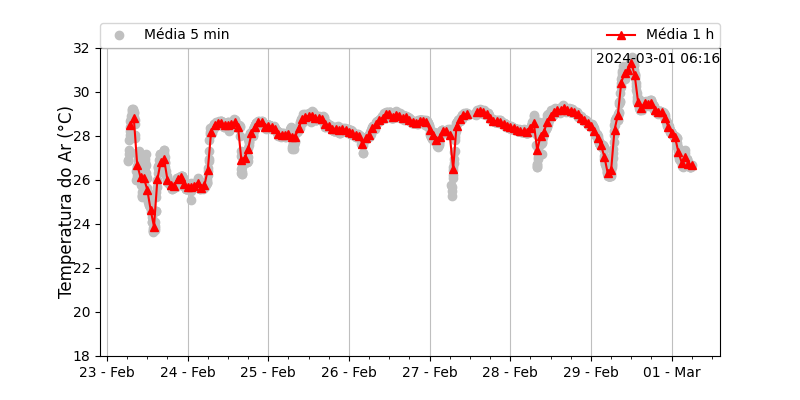 Média 5 min
Média 1 h
2024-03-01 06:16
Temperatura do Ar (°C)
32
30
28
26
24
22
20
18
23 - Feb
24 - Feb
25 - Feb
26 - Feb
27 - Feb
28 - Feb
29 - Feb
01 - Mar